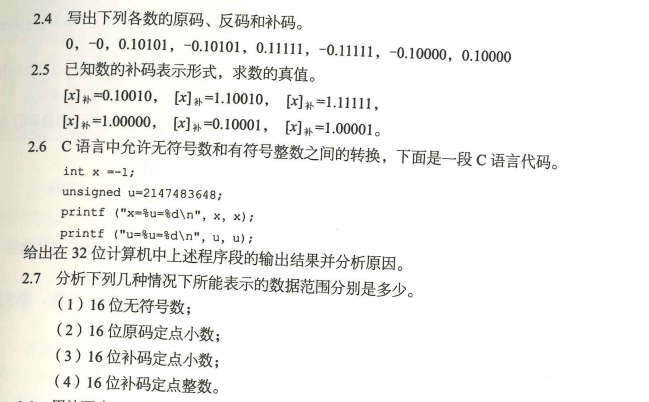 2.4 写出下列各数的原码、反码和补码。
0，-0，0.10101，-0.10101，0.11111，-0.11111，-0.10000，0.10000
2.5 已知数的补码表示形式，求数的真值。
[x]补=0.10010， [x]补=1.10010， [x]补=1.11111，
[x]补=1.00000， [x]补=0.10001， [x]补=1.00001。
2.6 C 语言中允许无符号数和有符号整数之间的转换，下面是一段 C 语言代码。
int x =-1;
unsigned u=2147483648;
printf ("x=%u=%d\n", x, x);
printf ("u=%u=%d\n", u, u);
给出在 32 位计算机中上述程序段的输出结果并分析原因。
2.7 分析下列几种情况下所能表示的数据范围分别是多少。
（1）16 位无符号数；
（2）16 位原码定点小数；
（3）16 位补码定点小数；
（4）16 位补码定点整数。